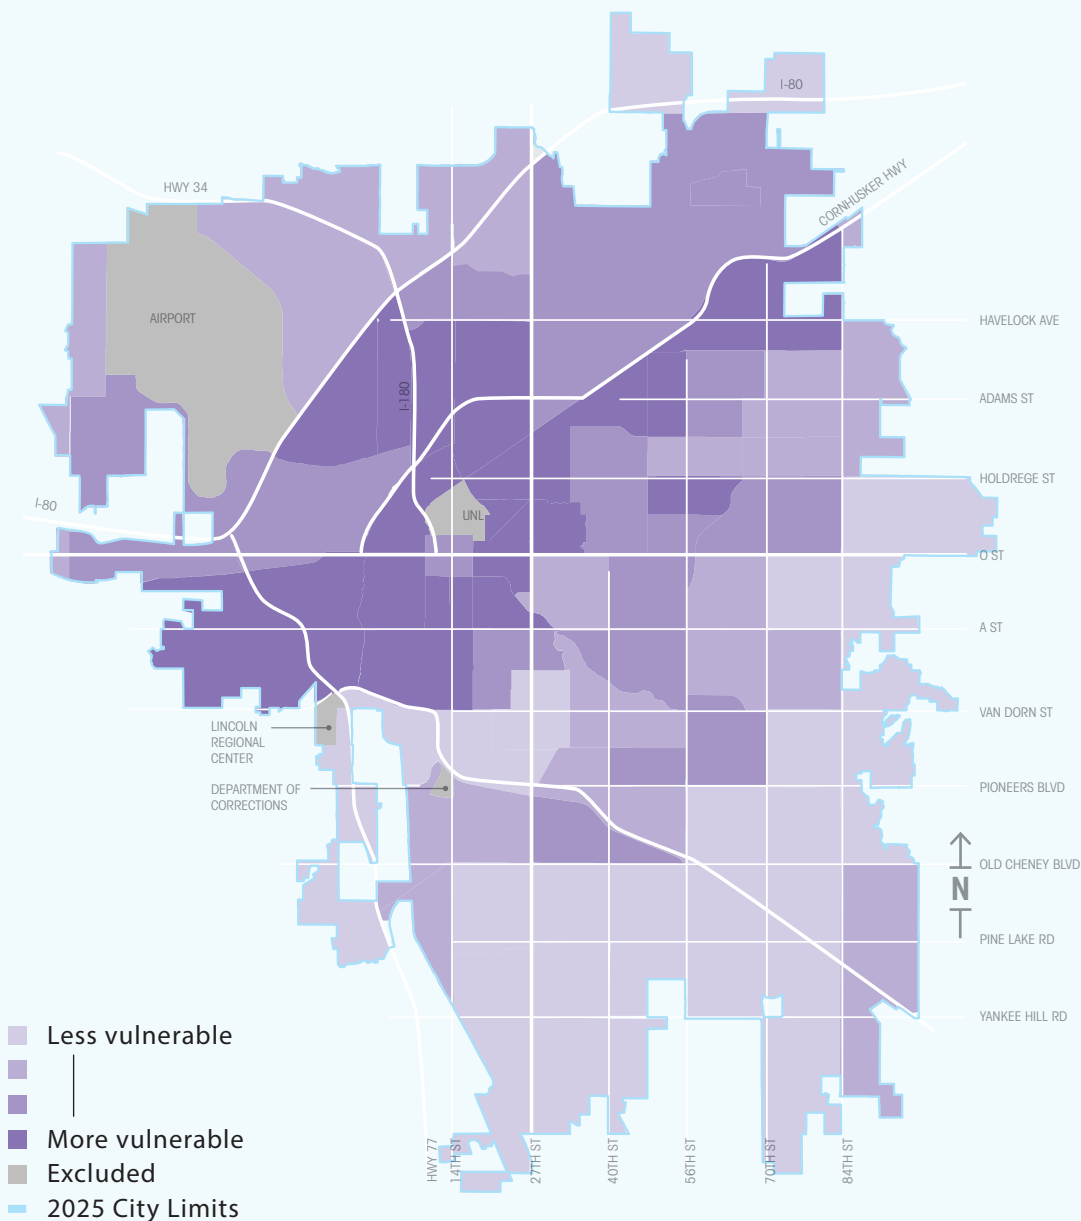 I-80
HWY 34
CORNHUSKER HWY
AIRPORT
HAVELOCK AVE
I-180
ADAMS ST
HOLDREGE ST
I-80
UNL
O ST
A ST
VAN DORN ST
LINCOLN
REGIONAL
CENTER
DEPARTMENT OF
CORRECTIONS
PIONEERS BLVD
OLD CHENEY BLVD
N
PINE LAKE RD
YANKEE HILL RD
Less vulnerable
More vulnerable
Excluded
2025 City Limits
HWY 77
14TH ST
27TH ST
40TH ST
56TH ST
70TH ST
84TH ST